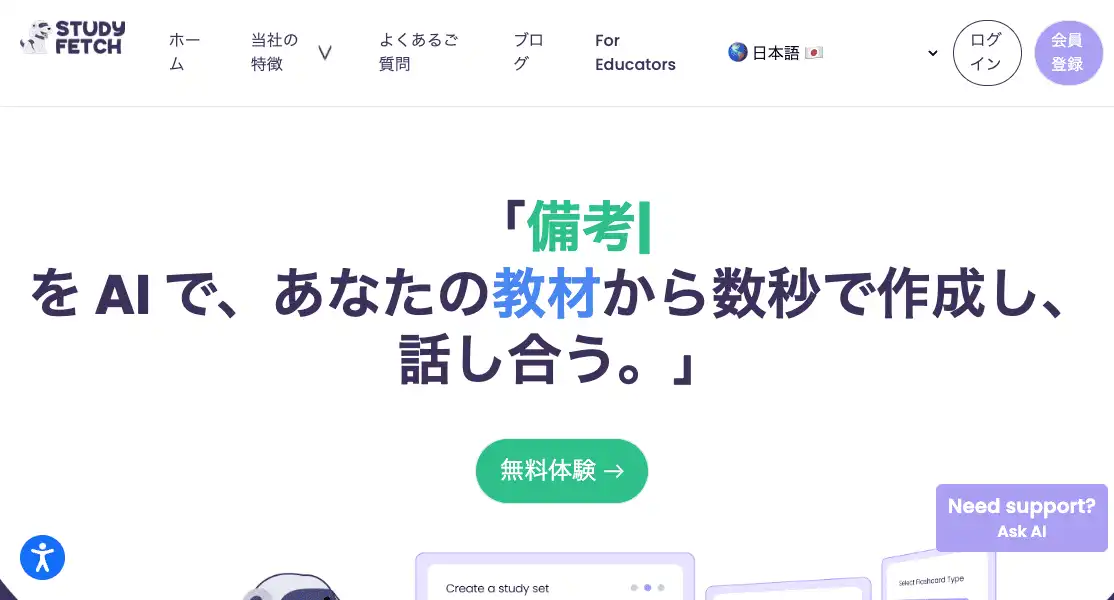 STUDY
FETCH
ホー
ム
当社の
特徴
よくあるご
質問
ブロ
グ
For
Educators
日本語
ログ
イン
会員
登録
「備考
を AI で、あなたの教材から数秒で作成し、
話し合う。」
無料体験 →
Need support?
Ask AI
Create a study set
Select Flashcard Type